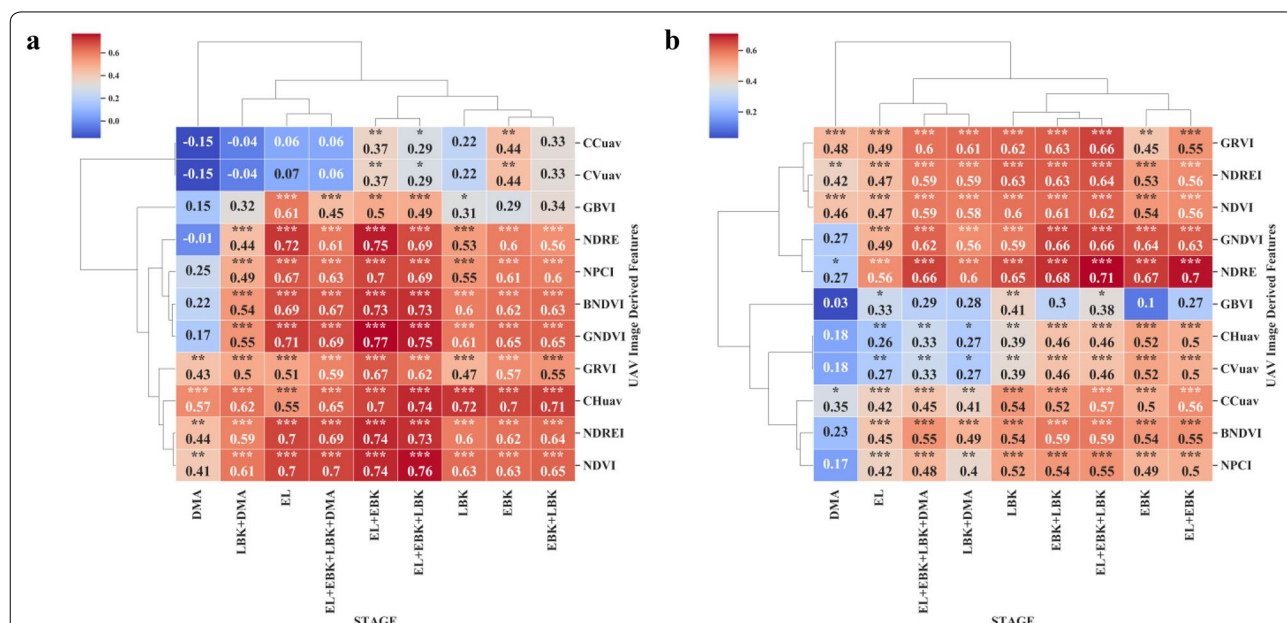 a
0.6
0.4
0.2
0.0
** * **
-0.15 -0.04 0.06 0.06 0.37 0.29 0.22 0.44 0.33 CCuav
** * **
-0.15 -0.04 0.07 0.06 0.37 0.29 0.22 0.44 0.33 CVuav
*** *** ** *** *
0.15 0.32 0.61 0.45 0.5 0.49 0.31 0.29 0.34 GBVI
*** *** *** *** *** *** *** ***
-0.01 0.44 0.72 0.61 0.75 0.69 0.53 0.6 0.56 NDRE
*** *** *** *** *** *** *** ***
0.25 0.49 0.67 0.63 0.7 0.69 0.55 0.61 0.6 NPCI
*** *** *** *** *** *** *** ***
0.22 0.54 0.69 0.67 0.73 0.73 0.6 0.62 0.63 BNDVI
*** *** *** *** *** *** *** ***
0.17 0.55 0.71 0.69 0.77 0.75 0.61 0.65 0.65 GNDVI
** *** *** *** *** *** *** *** ***
0.43 0.5 0.51 0.59 0.67 0.62 0.47 0.57 0.55 GRVI
*** *** *** *** *** *** *** *** ***
0.57 0.62 0.55 0.65 0.7 0.74 0.72 0.7 0.71 CHuav
** *** *** *** *** *** *** *** ***
0.44 0.59 0.7 0.69 0.74 0.73 0.6 0.62 0.64 NDREI
** *** *** *** *** *** *** *** ***
0.41 0.61 0.7 0.7 0.74 0.76 0.63 0.63 0.65 NDVI
UAV Image Derived Features
DMA
LBK+DMA
EL
EL+EBK+LBK+DMA
EL+EBK
EL+EBK+LBK
LBK
EBK
EBK+LBK
STAGE
b
0.6
0.4
0.2
*** *** *** *** *** *** *** ** ***
0.48 0.49 0.6 0.61 0.62 0.63 0.66 0.45 0.55 GRVI
** *** *** *** *** *** *** *** ***
0.42 0.47 0.59 0.59 0.63 0.63 0.64 0.53 0.56 NDREI
*** *** *** *** *** *** *** *** ***
0.46 0.47 0.59 0.58 0.6 0.61 0.62 0.54 0.56 NDVI
*** *** *** *** *** *** *** ***
0.27 0.49 0.62 0.56 0.59 0.66 0.66 0.64 0.63 GNDVI
* *** *** *** *** *** *** *** ***
0.27 0.56 0.66 0.6 0.65 0.68 0.71 0.67 0.7 NDRE
* ** *
0.03 0.33 0.29 0.28 0.41 0.3 0.38 0.1 0.27 GBVI
** ** * ** *** *** *** ***
0.18 0.26 0.33 0.27 0.39 0.46 0.46 0.52 0.5 CHuav
** ** * ** *** *** *** ***
0.18 0.27 0.33 0.27 0.39 0.46 0.46 0.52 0.5 CVuav
* *** *** *** *** *** *** *** ***
0.35 0.42 0.45 0.41 0.54 0.52 0.57 0.5 0.56 CCuav
*** *** *** *** *** *** *** ***
0.23 0.45 0.55 0.49 0.54 0.59 0.59 0.54 0.55 BNDVI
*** *** ** *** *** *** *** ***
0.17 0.42 0.48 0.4 0.52 0.54 0.55 0.49 0.5 NPCI
UAV Image Derived Features
DMA
EL
EL+EBK+LBK+DMA
LBK+DMA
LBK
EBK+LBK
EL+EBK+LBK
EBK
EL+EBK
STAGE